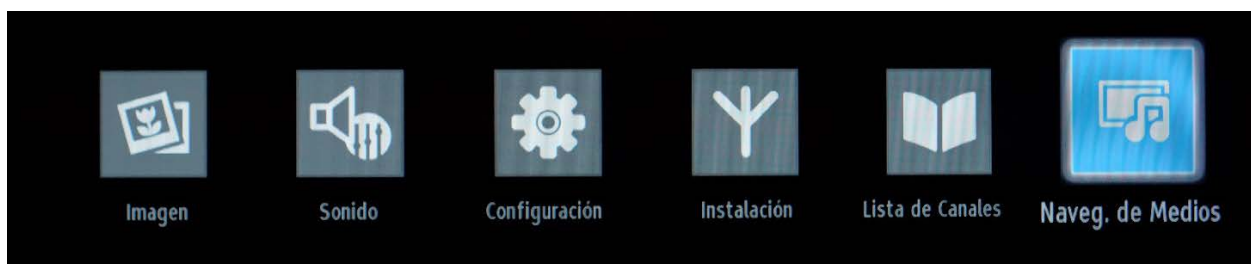 Imagen
Sonido
Configuración
Instalación
Lista de Canales
Naveg. de Medios